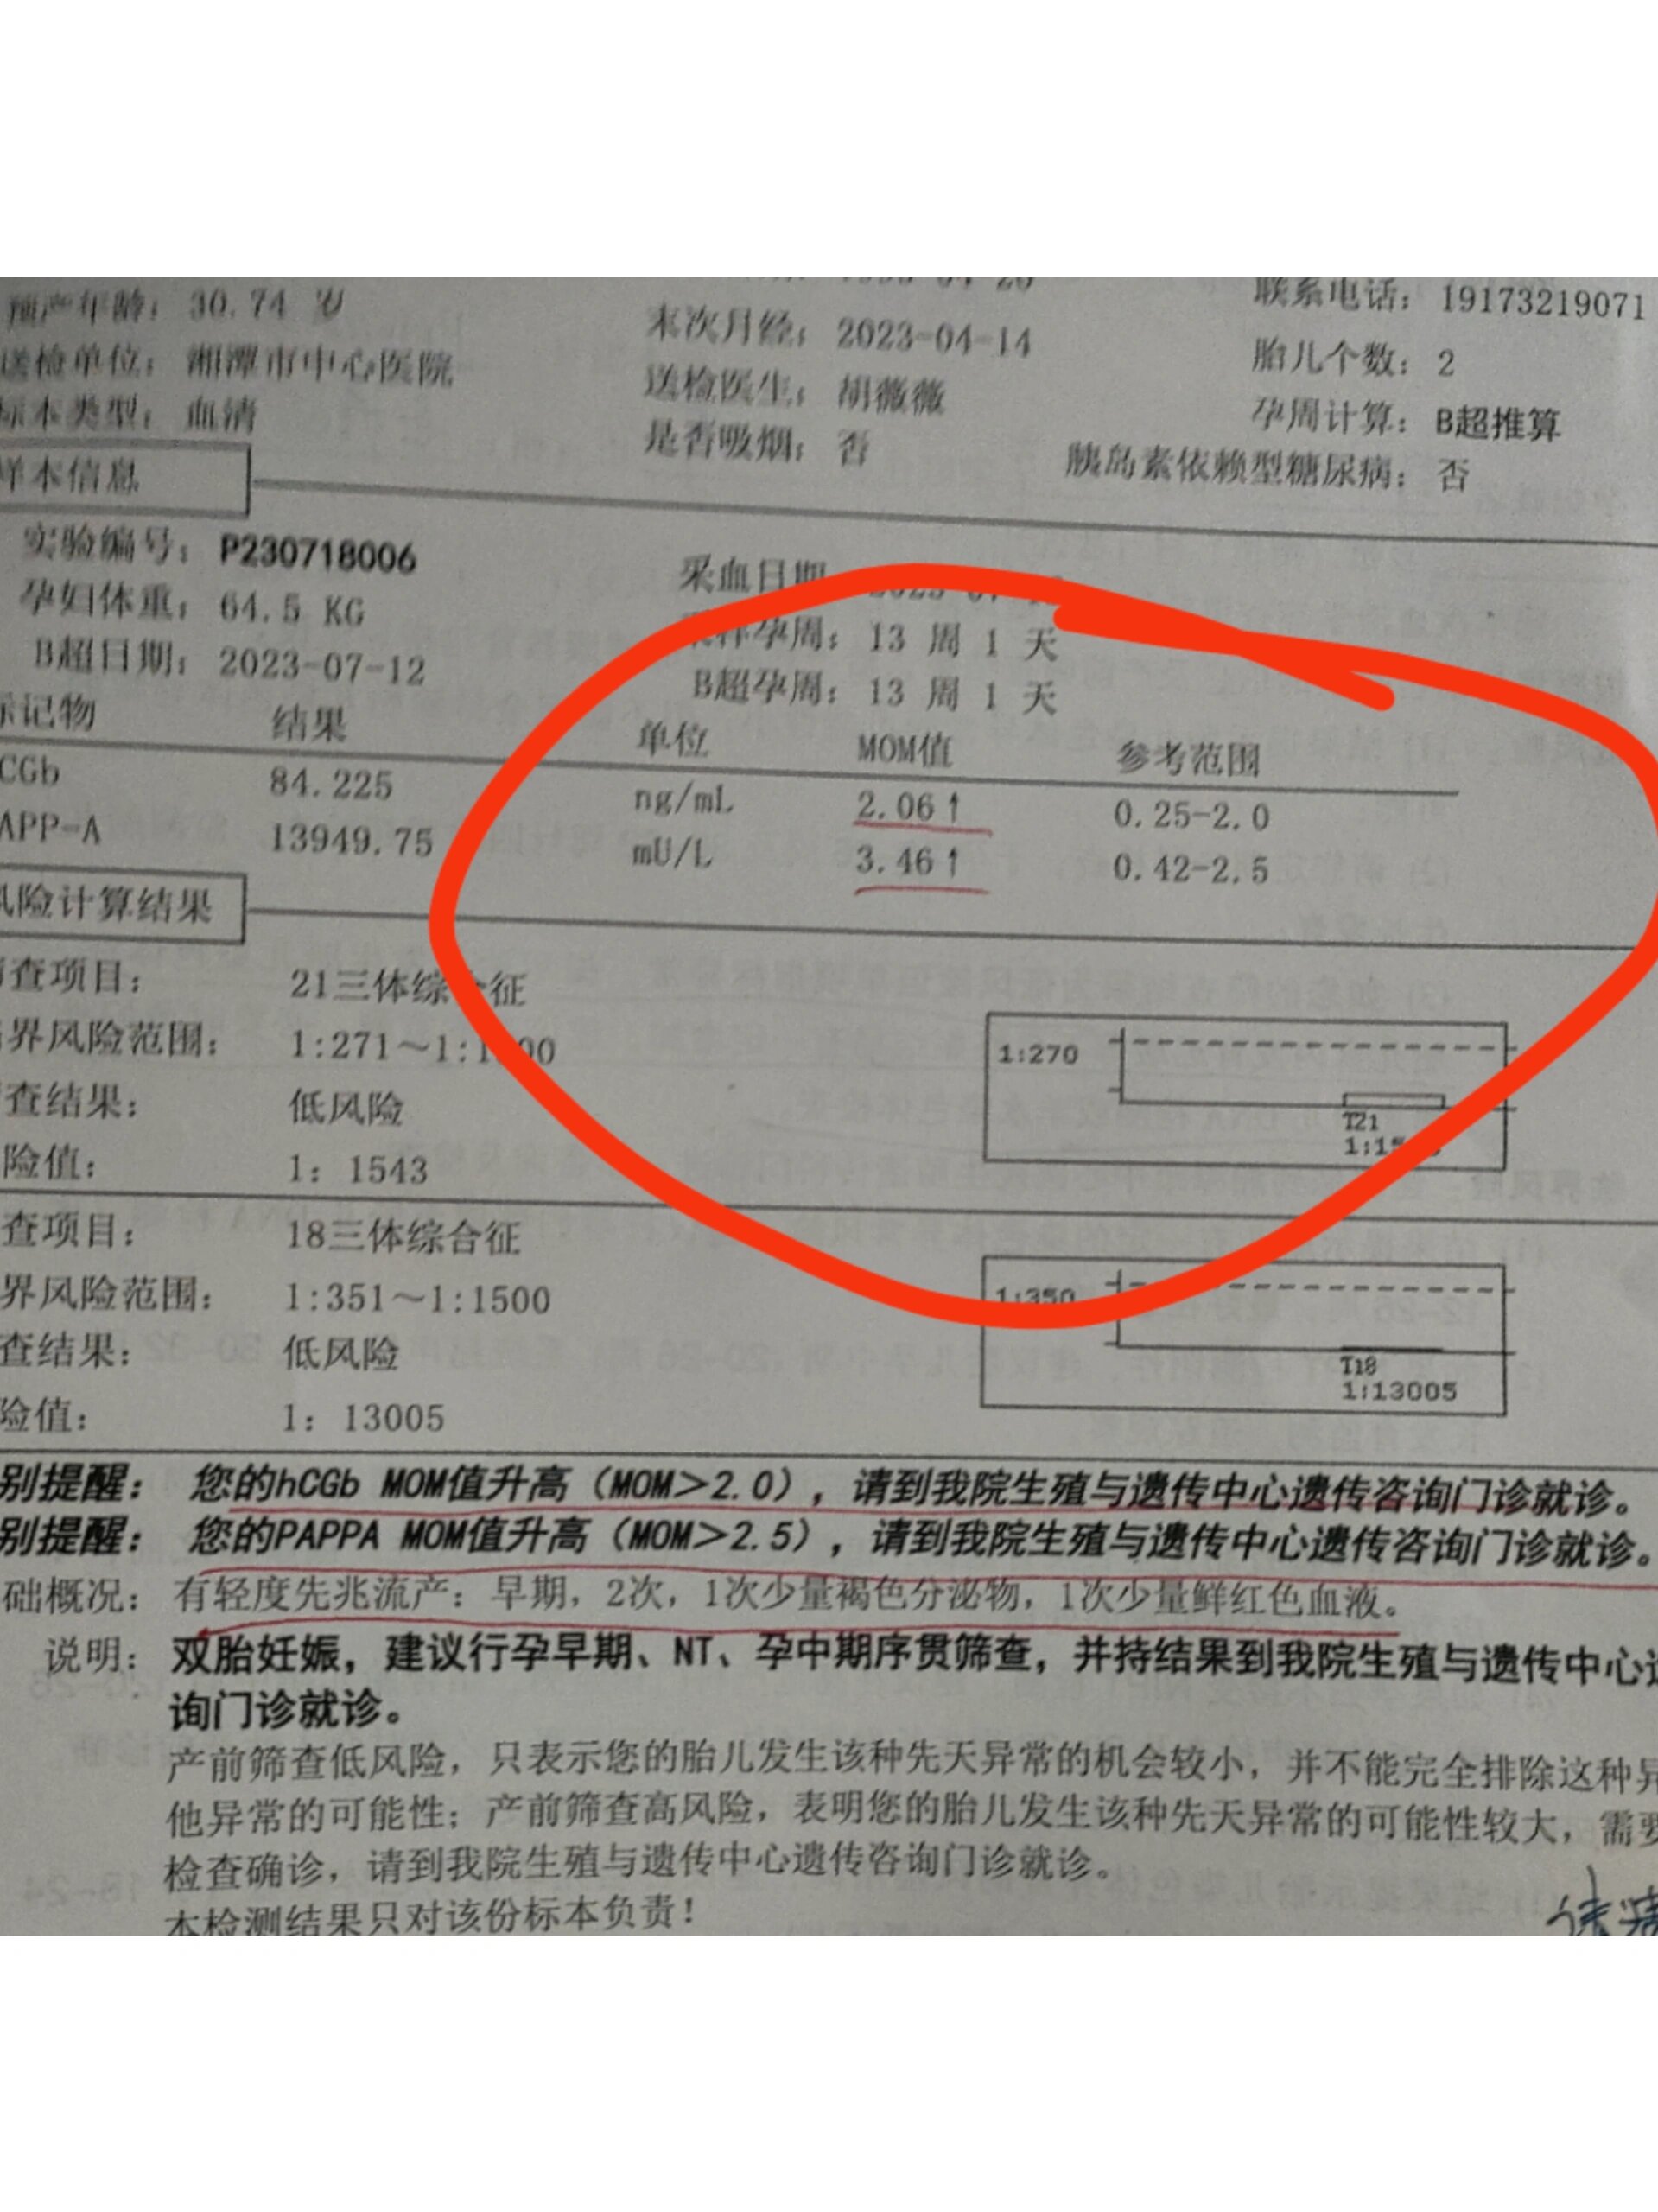 预产年龄：30.74 岁 末次月经：2023-04-14 联系电话：19173219071
送检单位：湘潭市中心医院 送检医生：胡薇薇 胎儿个数：2
标本类型：血清 是否吸烟：否 孕周计算：B超推算
样本信息 胰岛素依赖型糖尿病：否
实验编号：P230718006 采血日期
孕妇体重：64.5 KG 采样孕周：13 周 1 天
B超日期：2023-07-12 B超孕周：13 周 1 天
标记物 结果 单位 MOM值 参考范围
CGb 84.225 ng/mL 2.06↑ 0.25-2.0
APP-A 13949.75 mU/L 3.46↑ 0.42-2.5
风险计算结果
查项目： 21三体综合征
界风险范围： 1:271～ 1:270
查结果： 低风险 T21
险值： 1：1543
查项目： 18三体综合征
界风险范围： 1:351～1:1500 1:350
查结果： 低风险 T18
险值： 1：13005 1:13005
别提醒： 您的hCGb MOM值升高（MOM＞2.0），请到我院生殖与遗传中心遗传咨询门诊就诊。
别提醒： 您的PAPPA MOM值升高（MOM＞2.5），请到我院生殖与遗传中心遗传咨询门诊就诊。
础概况： 有轻度先兆流产：早期，2次，1次少量褐色分泌物，1次少量鲜红色血液。
说明： 双胎妊娠，建议行孕早期、NT、孕中期序贯筛查，并持结果到我院生殖与遗传中心
询门诊就诊。
产前筛查低风险，只表示您的胎儿发生该种先天异常的机会较小，并不能完全排除这种异
他异常的可能性；产前筛查高风险，表明您的胎儿发生该种先天异常的可能性较大，需要
检查确诊，请到我院生殖与遗传中心遗传咨询门诊就诊。
本检测结果只对该份标本负责！